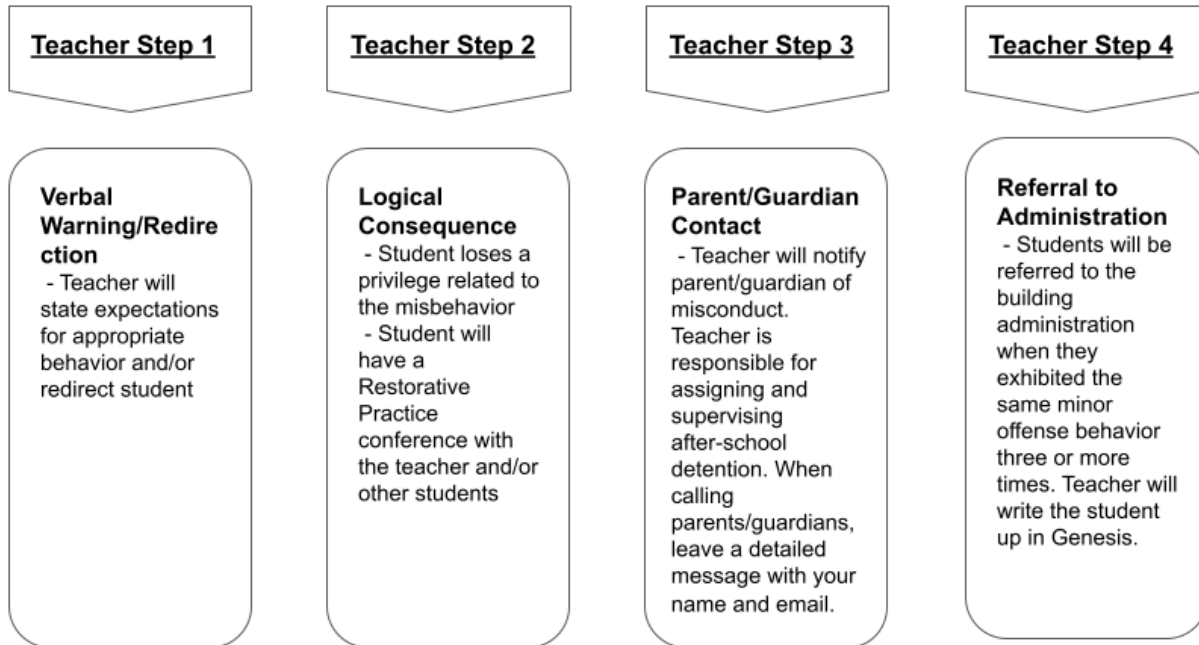 Teacher Step 1
Verbal
Warning/Redire
ction
- Teacher will
state expectations
for appropriate
behavior and/or
redirect student
Teacher Step 2
Logical
Consequence
- Student loses a
privilege related to
the misbehavior
- Student will
have a
Restorative
Practice
conference with
the teacher and/or
other students
Teacher Step 3
Parent/Guardian
Contact
- Teacher will notify
parent/guardian of
misconduct.
Teacher is
responsible for
assigning and
supervising
after-school
detention. When
calling
parents/guardians,
leave a detailed
message with your
name and email.
Teacher Step 4
Referral to
Administration
- Students will be
referred to the
building
administration
when they
exhibited the
same minor
offense behavior
three or more
times. Teacher will
write the student
up in Genesis.